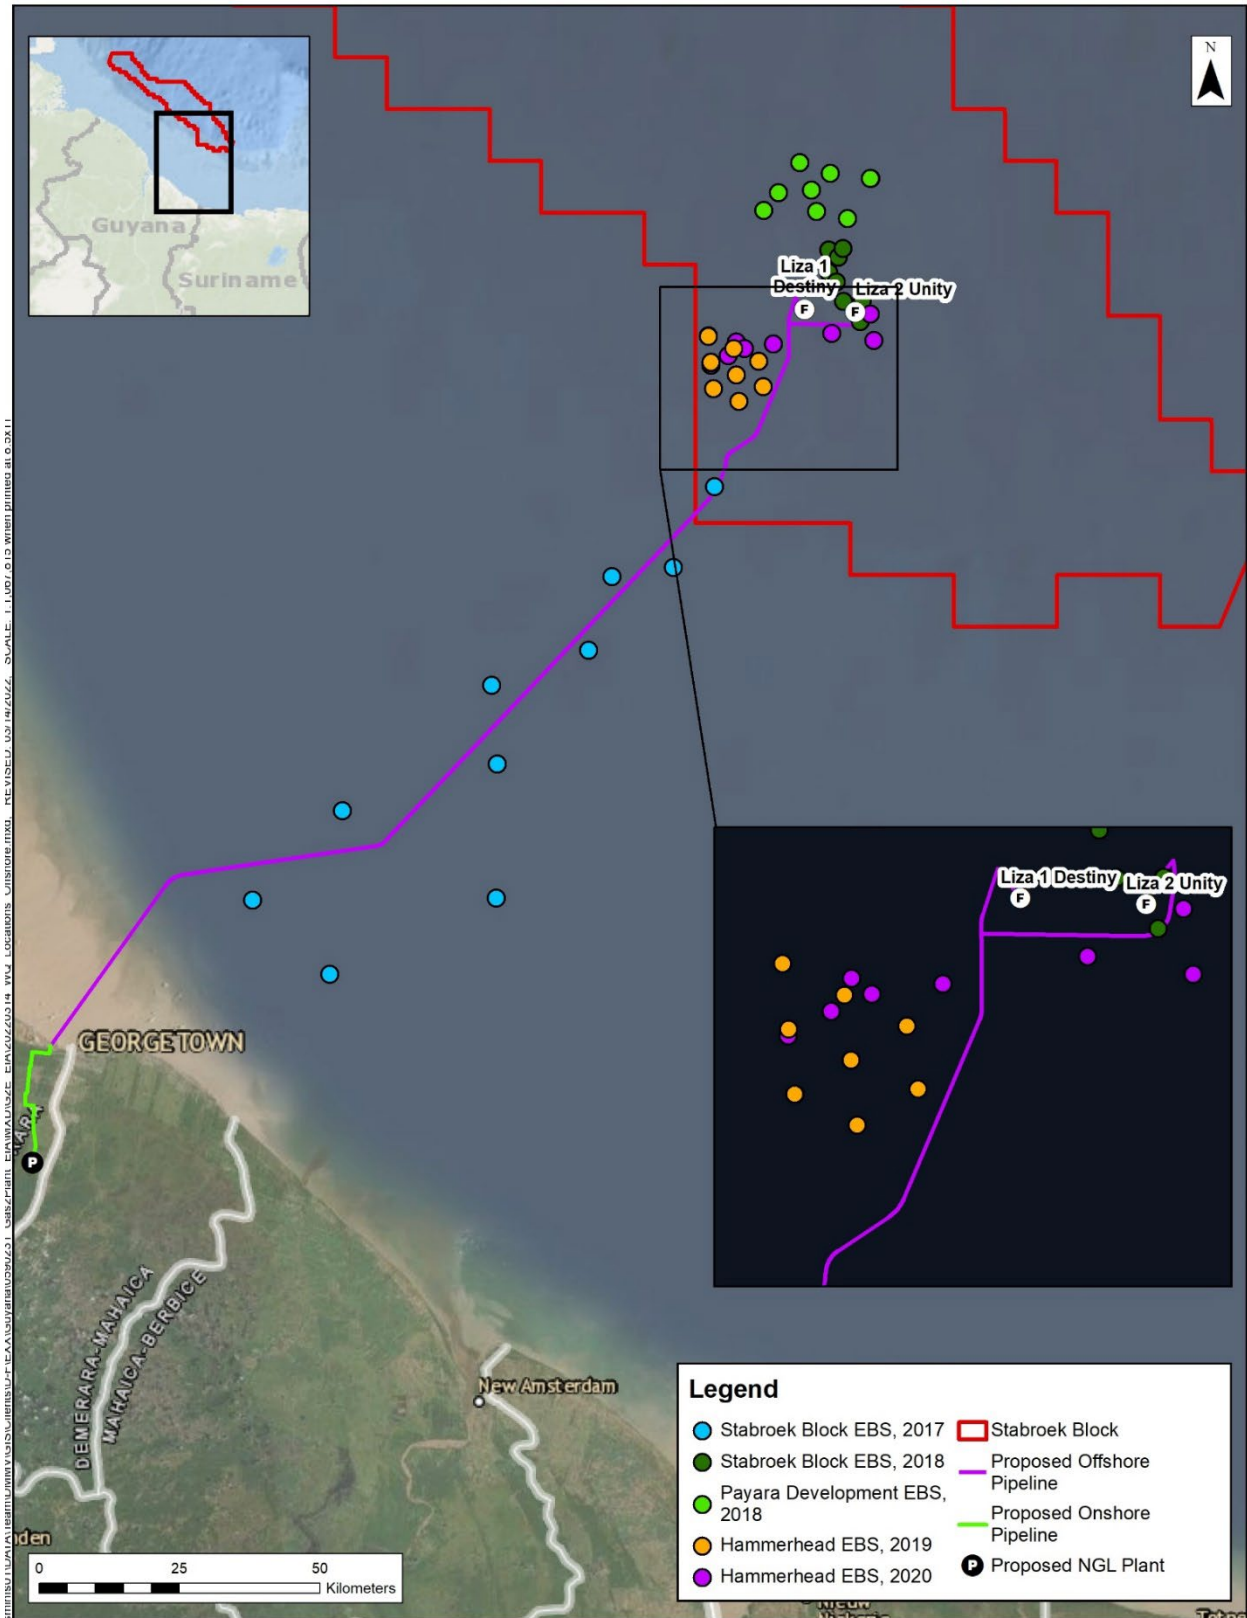 N
Guyana
Suriname
Liza 1
Destiny
Liza 2 Unity
F
F
GEORGETOWN
P
Liza 1 Destiny
Liza 2 Unity
F
F
DEMERARA-MAHAICA
MAHAICA-BERBICE
New Amsterdam
Legend
Stabroek Block EBS, 2017
Stabroek Block EBS, 2018
Payara Development EBS,
2018
Hammerhead EBS, 2019
Hammerhead EBS, 2020
Stabroek Block
Proposed Offshore
Pipeline
Proposed Onshore
Pipeline
P Proposed NGL Plant
0 25 50
Kilometers